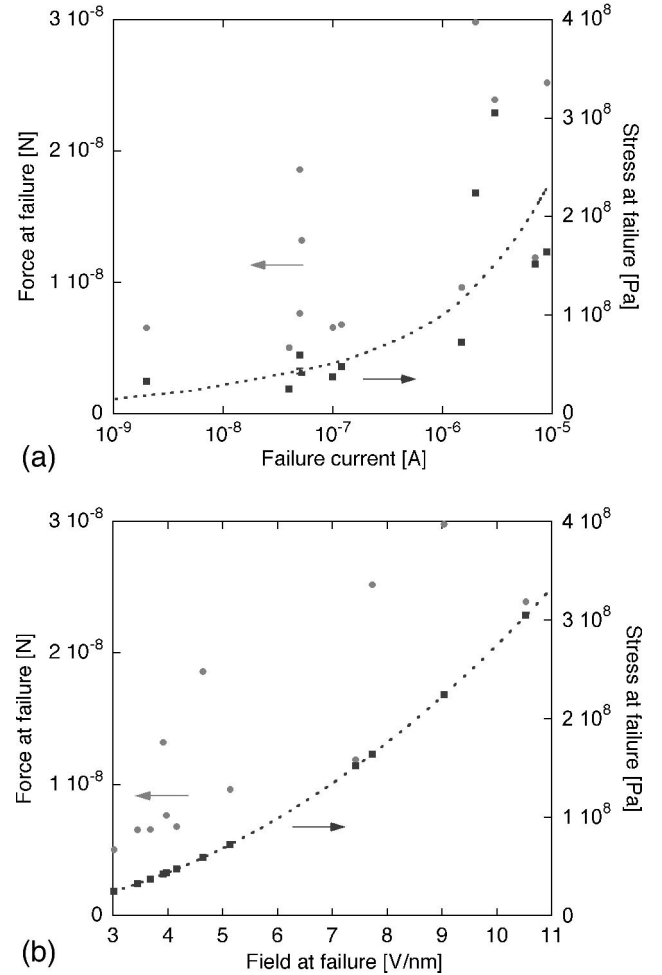 3 10⁻⁸
2 10⁻⁸
1 10⁻⁸
0
Force at failure [N]
4 10⁸
3 10⁸
2 10⁸
1 10⁸
0
Stress at failure [Pa]
10⁻⁹ 10⁻⁸ 10⁻⁷ 10⁻⁶ 10⁻⁵
Failure current [A]
(a)
3 10⁻⁸
2 10⁻⁸
1 10⁻⁸
0
Force at failure [N]
4 10⁸
3 10⁸
2 10⁸
1 10⁸
0
Stress at failure [Pa]
3 4 5 6 7 8 9 10 11
Field at failure [V/nm]
(b)